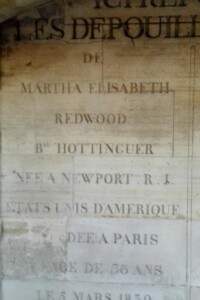 LES DEPOUILL
DE
MARTHA ELISABETH
REDWOOD
Bne HOTTINGUER
NEE A NEWPORT. R. I.
ETATS UNIS DAMERIQUE
DEE A PARIS
AGE DE 56 ANS
LE 5 MARS 1830